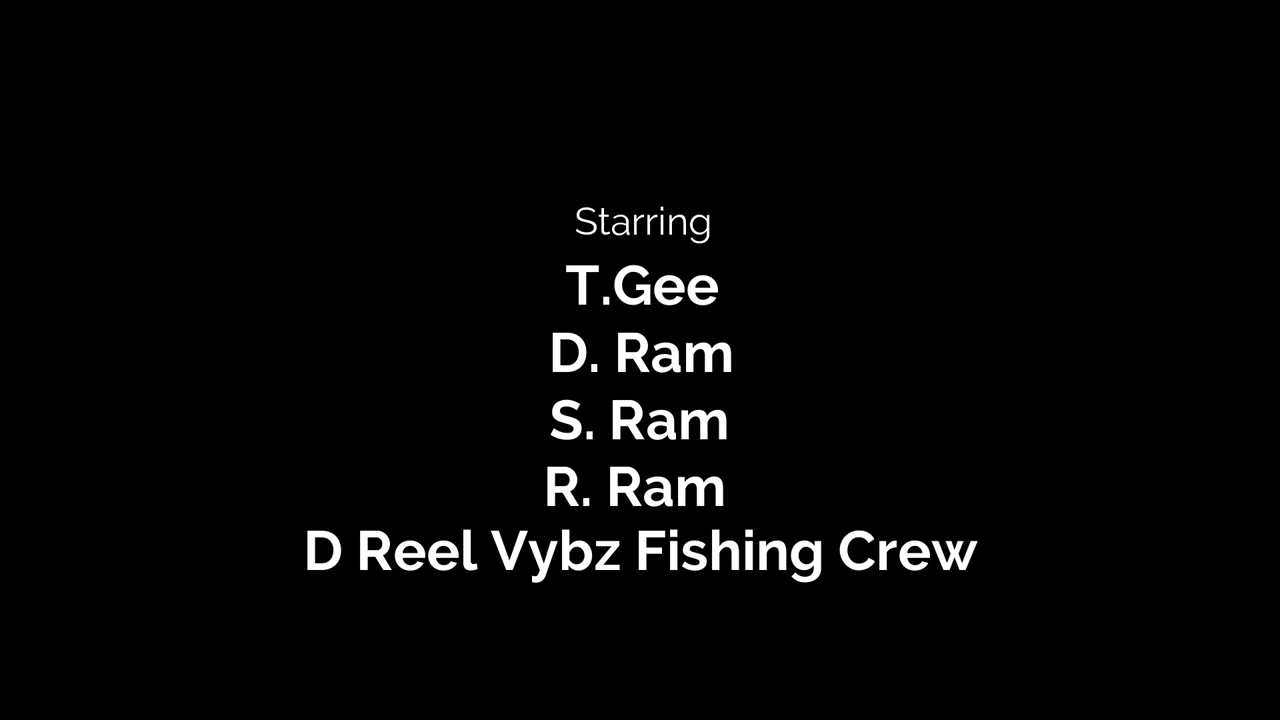 Starring
T.Gee
D. Ram
S. Ram
R. Ram
D Reel Vybz Fishing Crew